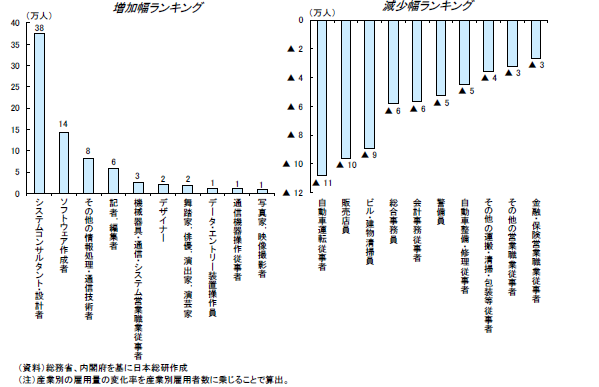 増加幅ランキング
(万人)
40
35
30
25
20
15
10
5
0
38
14
8
6
3
2
2
1
1
1
システムコンサルタント・設計者
ソフトウェア作成者
その他の情報処理・通信技術者
記者、編集者
機械器具・通信・システム営業職業従事者
デザイナー
舞踏家、俳優、演出家、演芸家
データ・エントリー装置操作員
通信機器操作従事者
写真家、映像撮影者
減少幅ランキング
(万人)
0
▲ 2
▲ 4
▲ 6
▲ 8
▲ 10
▲ 12
▲ 11
▲ 10
▲ 9
▲ 6
▲ 6
▲ 5
▲ 5
▲ 4
▲ 3
▲ 3
自動車運転従事者
販売店員
ビル・建物清掃員
総合事務員
会計事務従事者
警備員
自動車整備・修理従事者
その他の運搬・清掃・包装等従事者
その他の営業職業従事者
金融・保険営業職業従事者
(資料)総務省、内閣府を基に日本総研作成
(注)産業別の雇用量の変化率を産業別雇用者数に乗じることで算出。